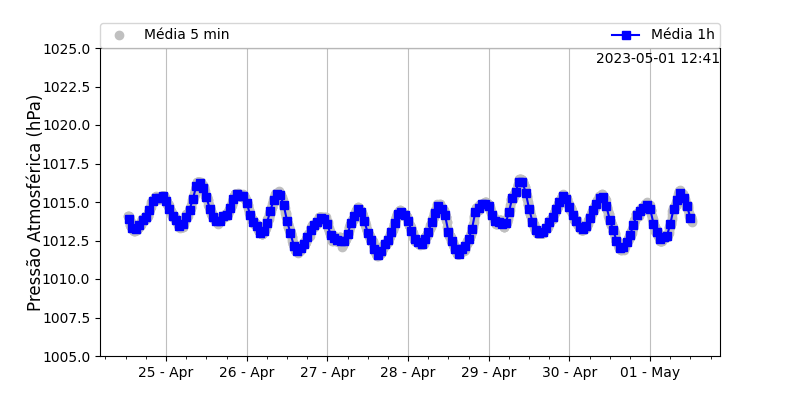 Média 5 min
Média 1h
2023-05-01 12:41
Pressão Atmosférica (hPa)
1025.0
1022.5
1020.0
1017.5
1015.0
1012.5
1010.0
1007.5
1005.0
25 - Apr
26 - Apr
27 - Apr
28 - Apr
29 - Apr
30 - Apr
01 - May